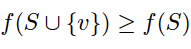 f(S ∪ {v}) ≥ f(S)